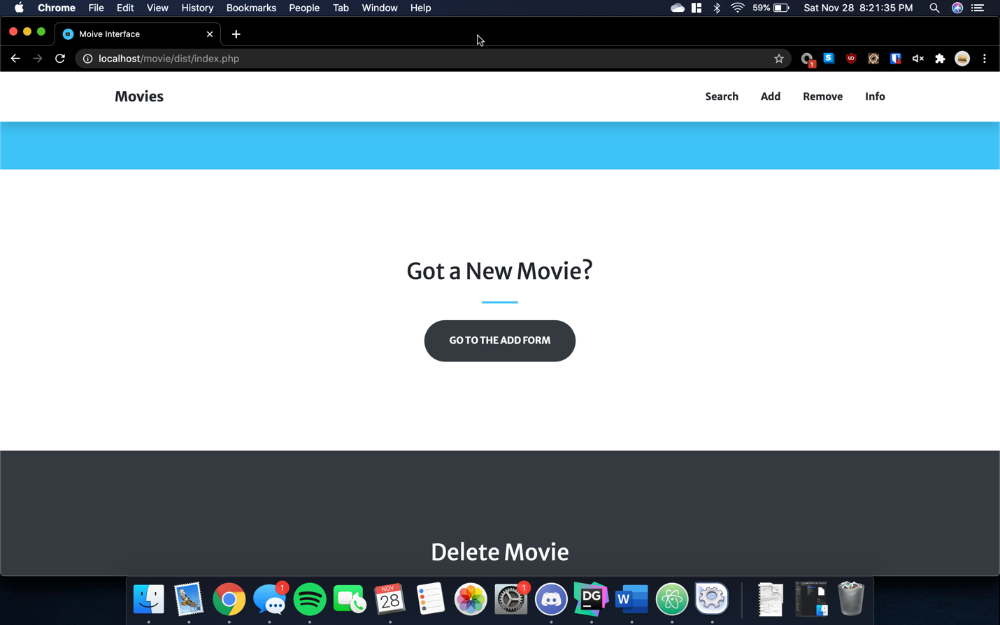 Chrome File Edit View History Bookmarks People Tab Window Help 59% Sat Nov 28 8:21:35 PM
Moive Interface
localhost/movie/dist/index.php 1 S UD
Movies Search Add Remove Info
Got a New Movie?
GO TO THE ADD FORM
Delete Movie
1 NOV 28 1 DG W